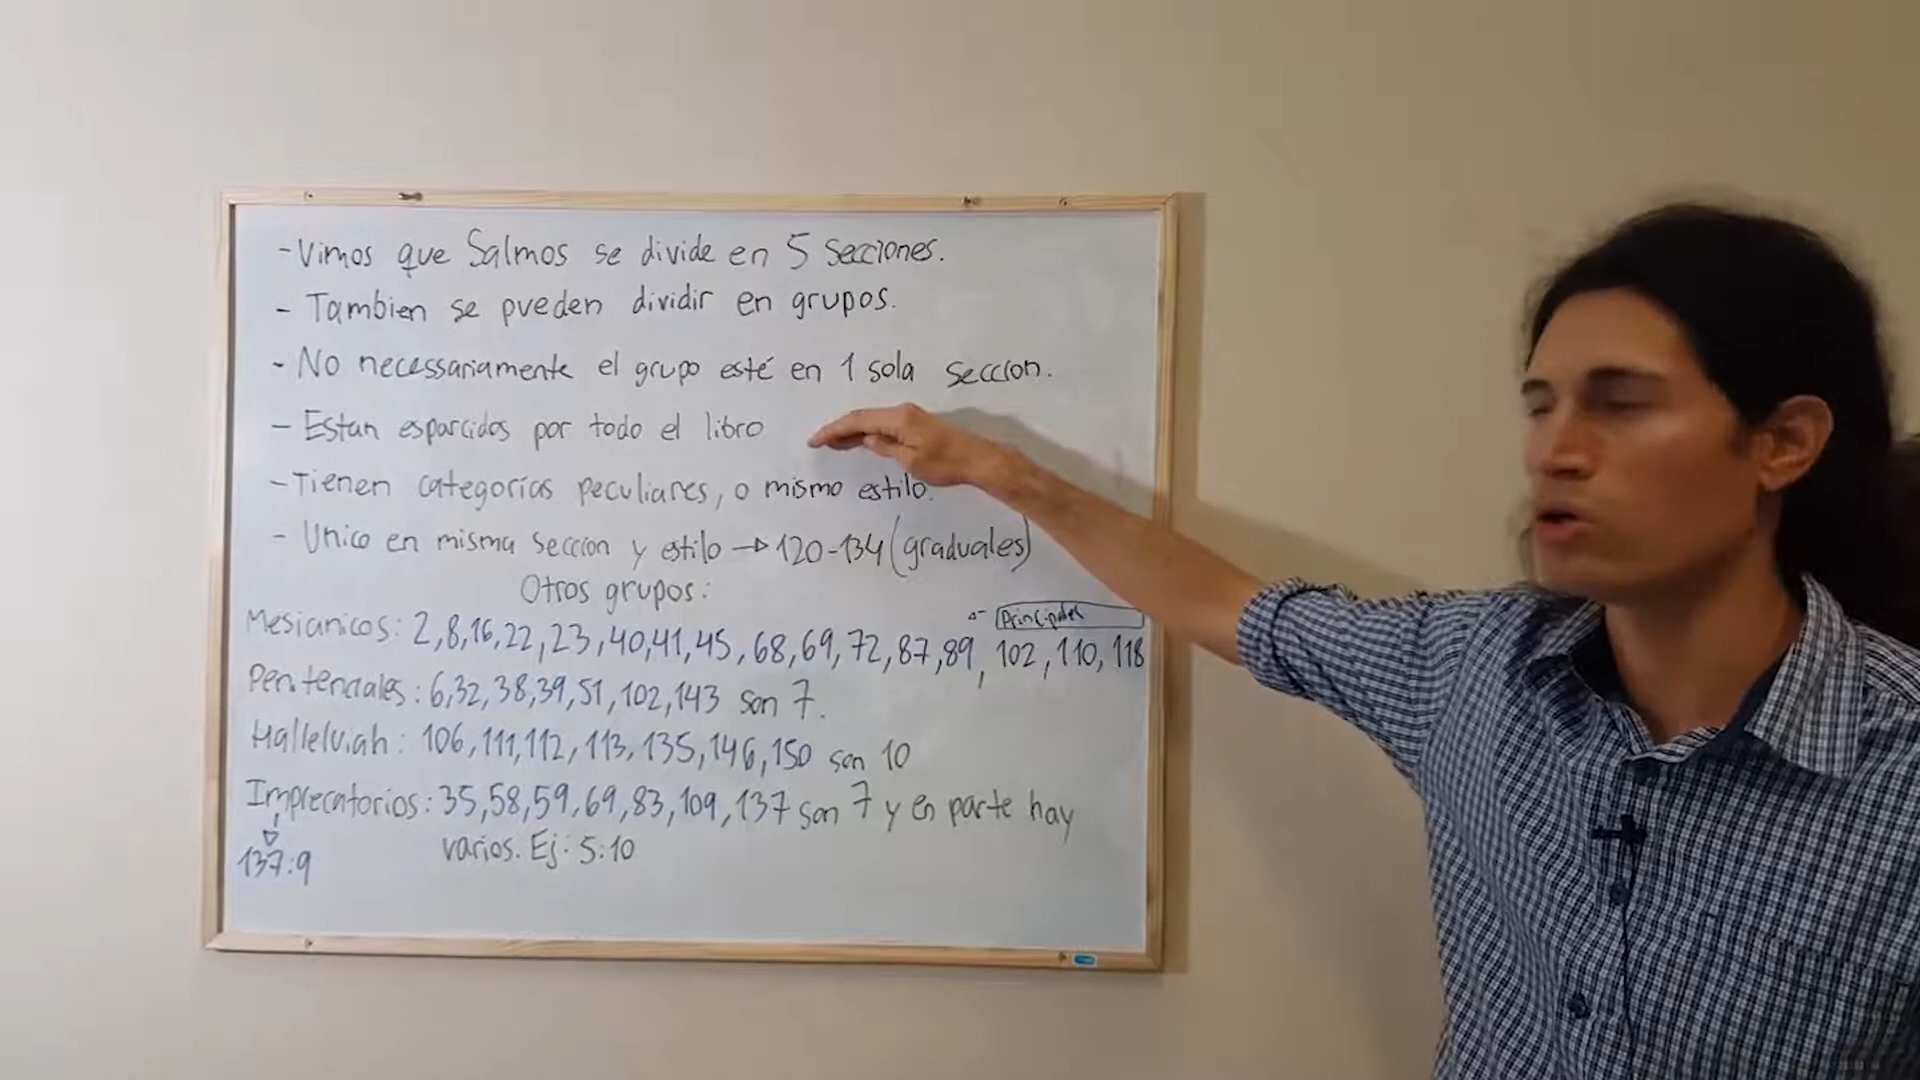 - Vimos que Salmos se divide en 5 secciones.
- Tambien se pueden dividir en grupos.
- No necessariamente el grupo esté en 1 sola seccion.
- Estan esparcidos por todo el libro
- Tienen categorias peculiares, o mismo estilo.
- Unico en misma seccion y estilo → 120-134 (graduales)
Otros grupos:
Principales
Mesianicos: 2,8,16,22,23,40,41,45,68,69,72,87,89,102,110,118
Penitenciales: 6,32,38,39,51,102,143 son 7.
Halleluiah: 106,111,112,113,135,146,150 son 10
Imprecatorios: 35,58,59,69,83,109,137 son 7 y en parte hay
varios. Ej: 5:10
137:9